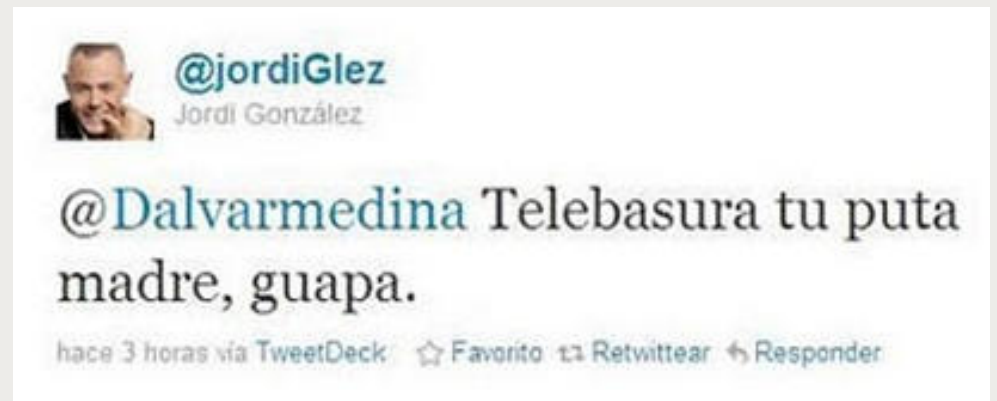 @jordiGlez
Jordi González
@Dalvarmedina Telebasura tu puta
madre, guapa.
hace 3 horas vía TweetDeck Favorito Retwittear Responder